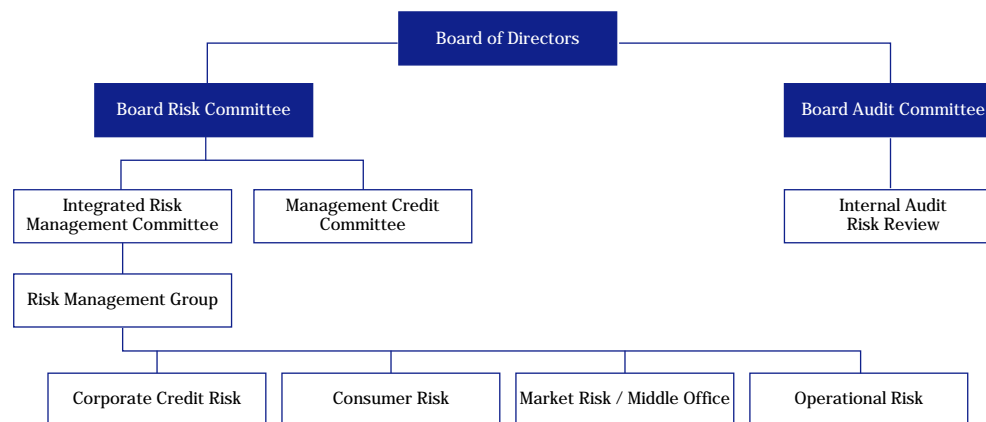 Board of Directors
Board Risk Committee
Board Audit Committee
Integrated Risk
Management Committee
Management Credit
Committee
Internal Audit
Risk Review
Risk Management Group
Corporate Credit Risk
Consumer Risk
Market Risk / Middle Office
Operational Risk